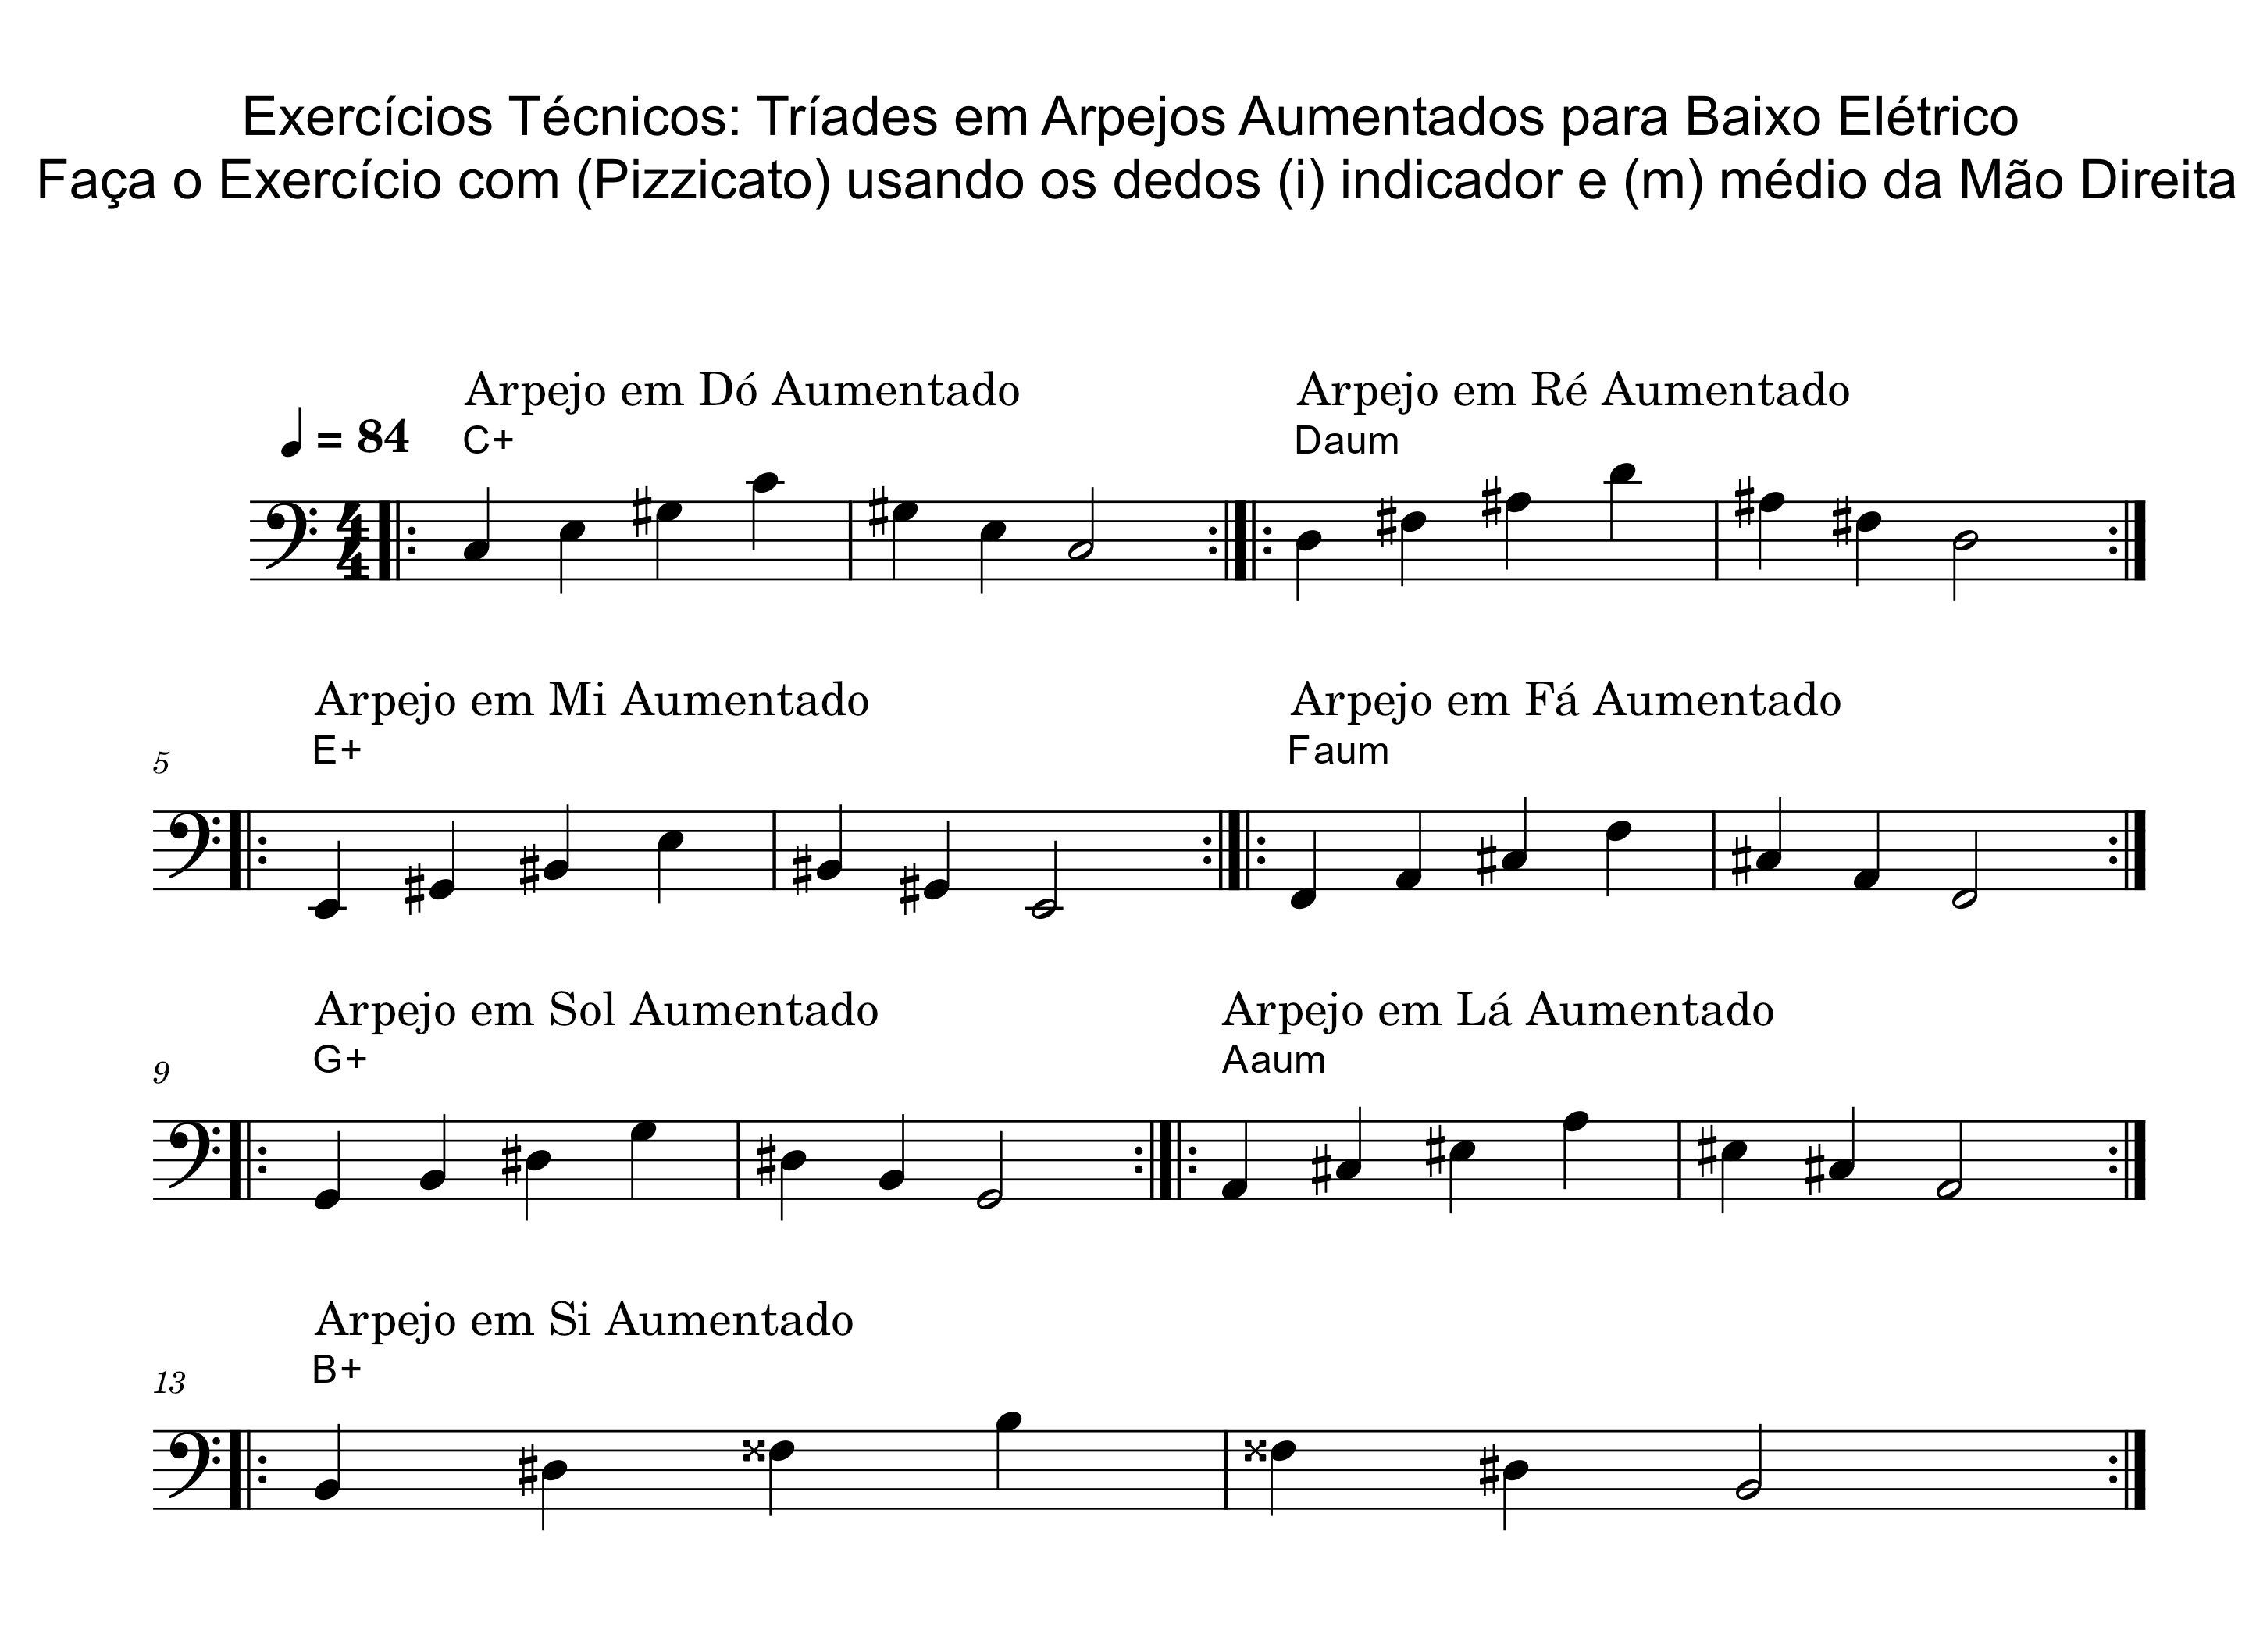 Exercícios Técnicos: Tríades em Arpejos Aumentados para Baixo Elétrico
Faça o Exercício com (Pizzicato) usando os dedos (i) indicador e (m) médio da Mão Direita
Arpejo em Dó Aumentado
Arpejo em Ré Aumentado
= 84
C+
Daum
4
4
Arpejo em Mi Aumentado
Arpejo em Fá Aumentado
5
E+
Faum
Arpejo em Sol Aumentado
Arpejo em Lá Aumentado
9
G+
Aaum
Arpejo em Si Aumentado
13
B+